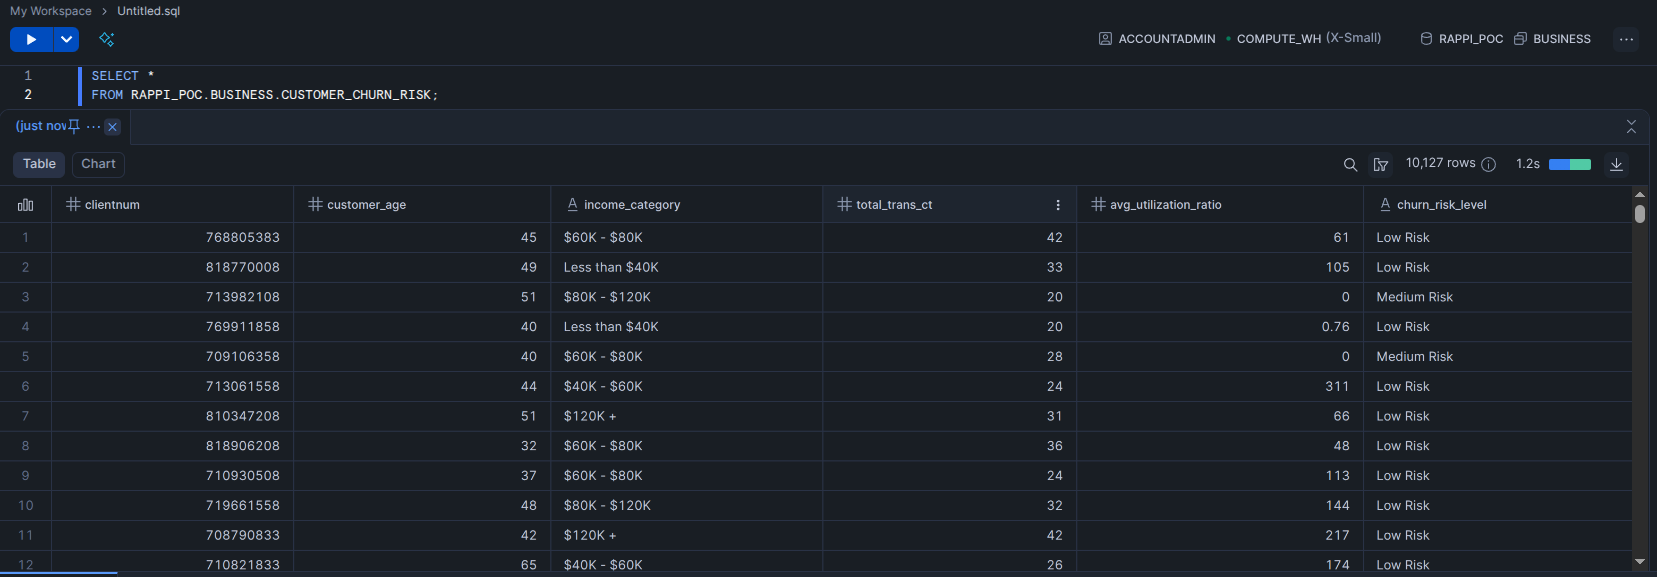 My Workspace > Untitled.sql
ACCOUNTADMIN COMPUTE_WH (X-Small) RAPPI_POC BUSINESS ...
1 SELECT *
2 FROM RAPPI_POC.BUSINESS.CUSTOMER_CHURN_RISK;
(just now ...
Table Chart 10,127 rows 1.2s
clientnum customer_age income_category total_trans_ct avg_utilization_ratio churn_risk_level
1 768805383 45 $60K - $80K 42 61 Low Risk
2 818770008 49 Less than $40K 33 105 Low Risk
3 713982108 51 $80K - $120K 20 0 Medium Risk
4 769911858 40 Less than $40K 20 0.76 Low Risk
5 709106358 40 $60K - $80K 28 0 Medium Risk
6 713061558 44 $40K - $60K 24 311 Low Risk
7 810347208 51 $120K + 31 66 Low Risk
8 818906208 32 $60K - $80K 36 48 Low Risk
9 710930508 37 $60K - $80K 24 113 Low Risk
10 719661558 48 $80K - $120K 32 144 Low Risk
11 708790833 42 $120K + 42 217 Low Risk
12 710821833 65 $40K - $60K 26 174 Low Risk